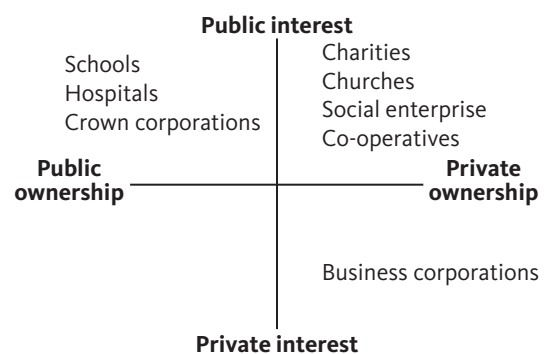 Public interest
Schools
Hospitals
Crown corporations
Charities
Churches
Social enterprise
Co-operatives
Public
ownership
Private
ownership
Business corporations
Private interest